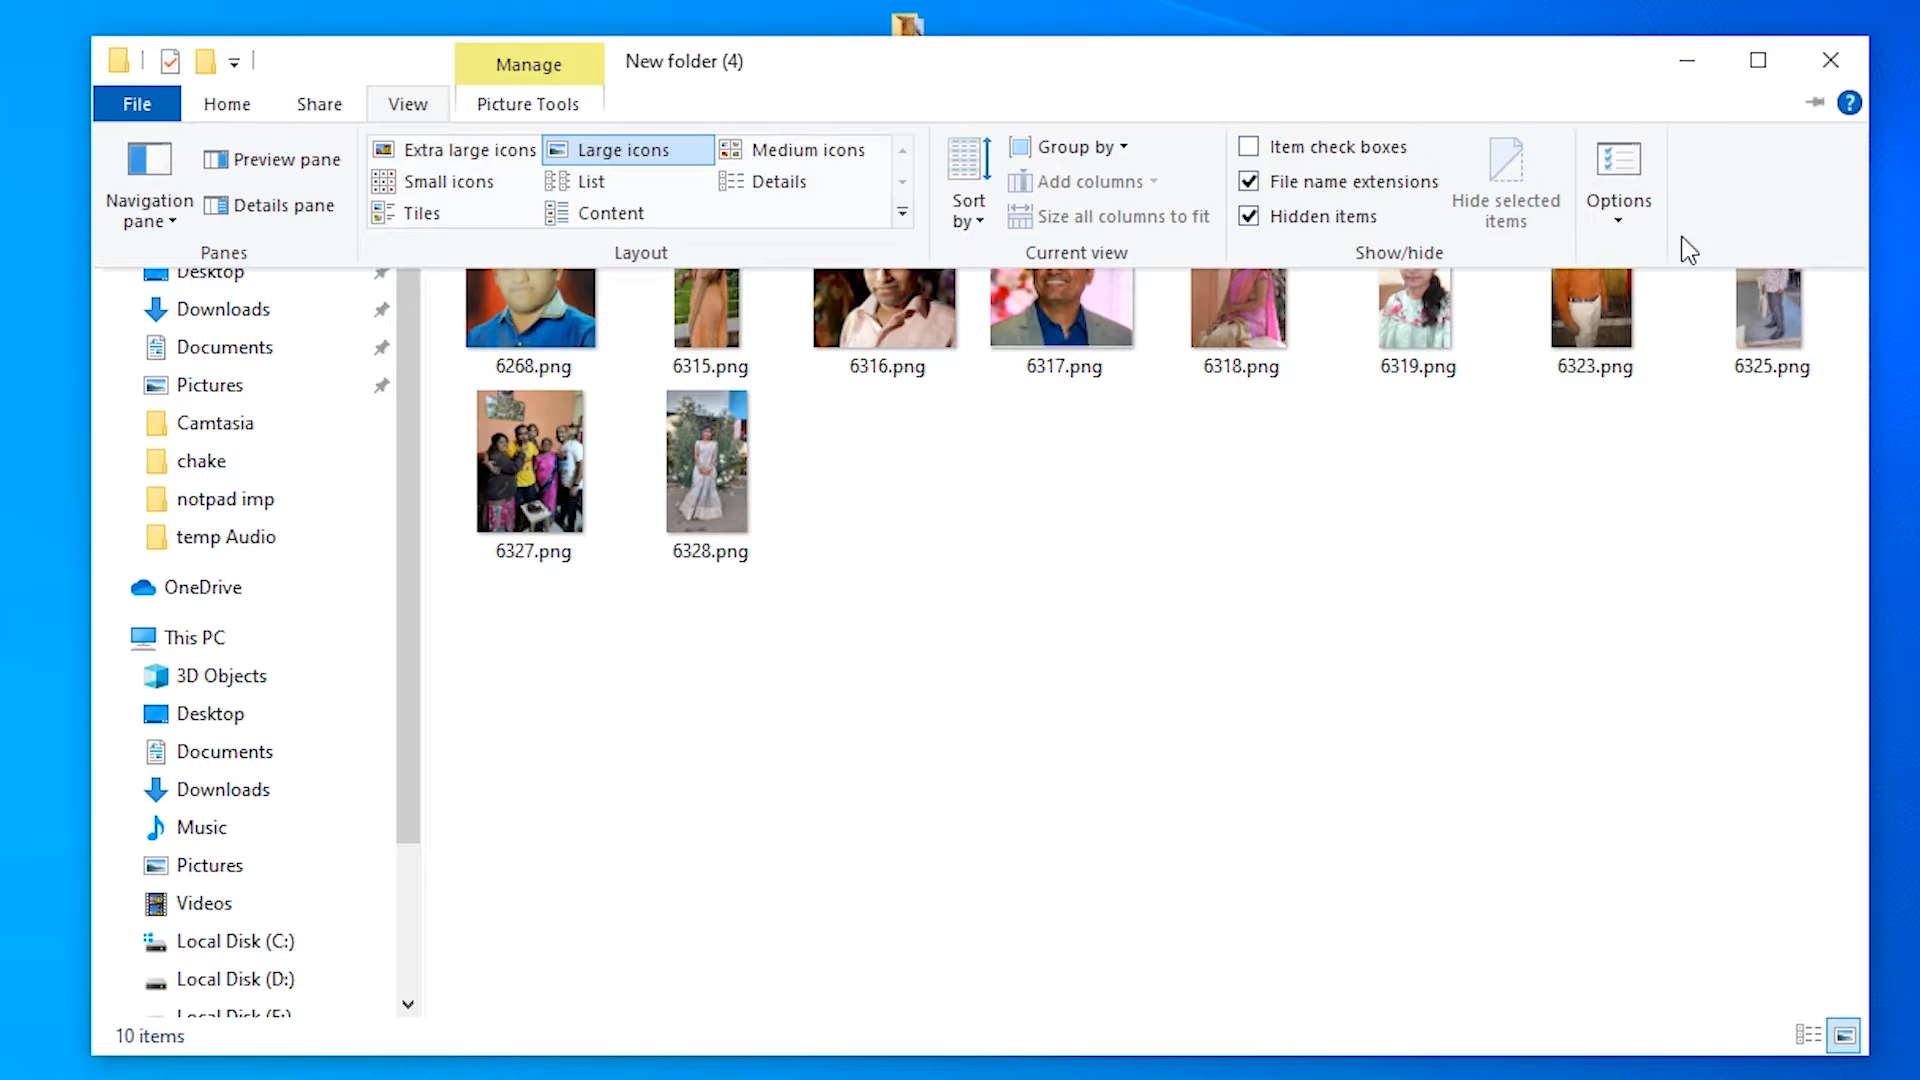 Manage
New folder (4)
File
Home
Share
View
Picture Tools
?
Navigation
pane
Preview pane
Details pane
Panes
Extra large icons
Large icons
Medium icons
Small icons
List
Details
Tiles
Content
Layout
Sort
by
Group by
Add columns
Size all columns to fit
Current view
Item check boxes
File name extensions
Hidden items
Hide selected
items
Show/hide
Options
Desktop
Downloads
Documents
Pictures
Camtasia
chake
notpad imp
temp Audio
OneDrive
This PC
3D Objects
Desktop
Documents
Downloads
Music
Pictures
Videos
Local Disk (C:)
Local Disk (D:)
Local Disk (E:)
6268.png
6315.png
6316.png
6317.png
6318.png
6319.png
6323.png
6325.png
6327.png
6328.png
10 items